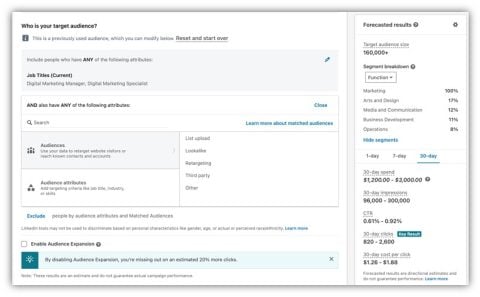 Who is your target audience?
This is a previously used audience, which you can modify below. Reset and start over
Include people who have ANY of the following attributes:
Job Titles (Current)
Digital Marketing Manager, Digital Marketing Specialist
AND also have ANY of the following attributes:
Close
Search
Learn more about matched audiences
Audiences
Use your data to retarget website visitors or
reach known contacts and accounts
Audience attributes
Add targeting criteria like job title, industry,
or skills
List upload
Lookalike
Retargeting
Third party
Other
Exclude people by audience attributes and Matched Audiences
LinkedIn tools may not be used to discriminate based on personal characteristics like gender, age, or actual or perceived race/ethnicity. Learn more
Enable Audience Expansion
By disabling Audience Expansion, you're missing out on an estimated 20% more clicks.
Note: These results are an estimate and do not guarantee actual campaign performance.
Forecasted results
Target audience size
160,000+
Segment breakdown
Function
Marketing 100%
Arts and Design 17%
Media and Communication 12%
Business Development 11%
Operations 8%
Hide segments
1-day 7-day 30-day
30-day spend
$1,200.00 - $3,000.00
30-day impressions
96,000 - 300,000
CTR
0.61% - 0.92%
30-day clicks Key Result
820 - 2,600
30-day cost per click
$1.26 - $1.68
Forecasted results are directional estimates and do
not guarantee performance. Learn more